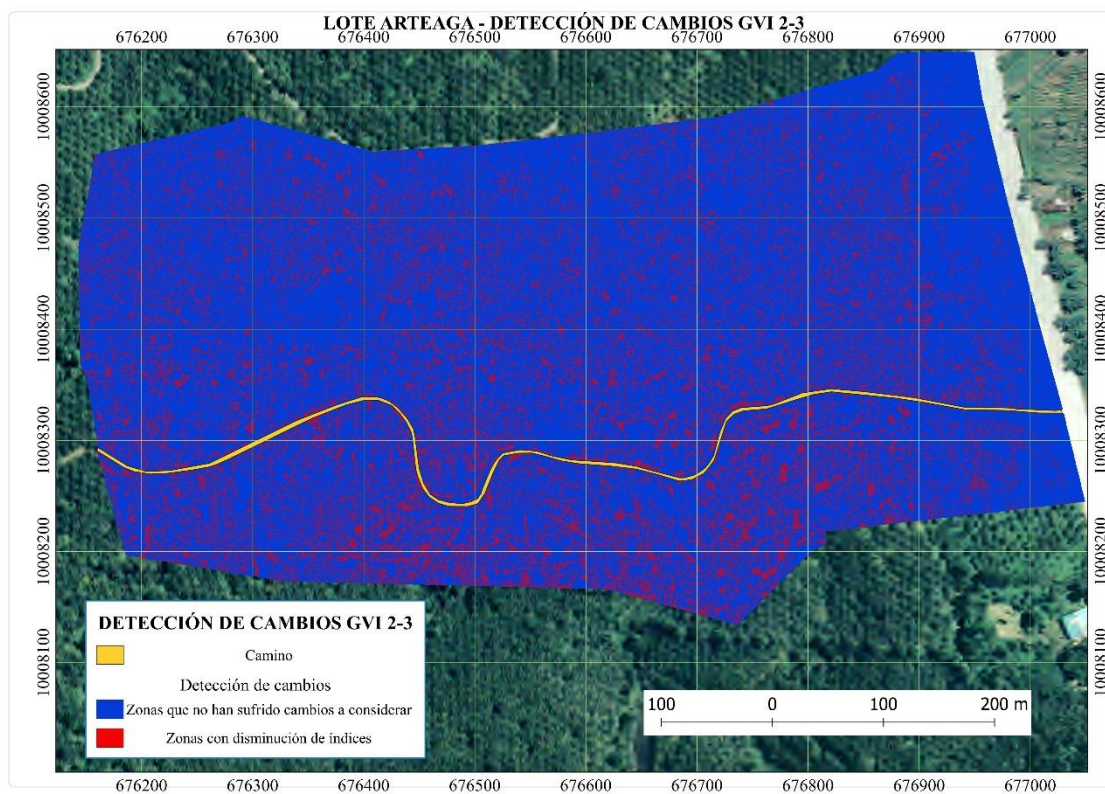 LOTE ARTEAGA - DETECCIÓN DE CAMBIOS GVI 2-3
676200 676300 676400 676500 676600 676700 676800 676900 677000
10008600 10008600
10008500 10008500
10008400 10008400
10008300 10008300
10008200 10008200
10008100 10008100
DETECCIÓN DE CAMBIOS GVI 2-3
Camino
Detección de cambios
Zonas que no han sufrido cambios a considerar
Zonas con disminución de índices
100 0 100 200 m
676200 676300 676400 676500 676600 676700 676800 676900 677000